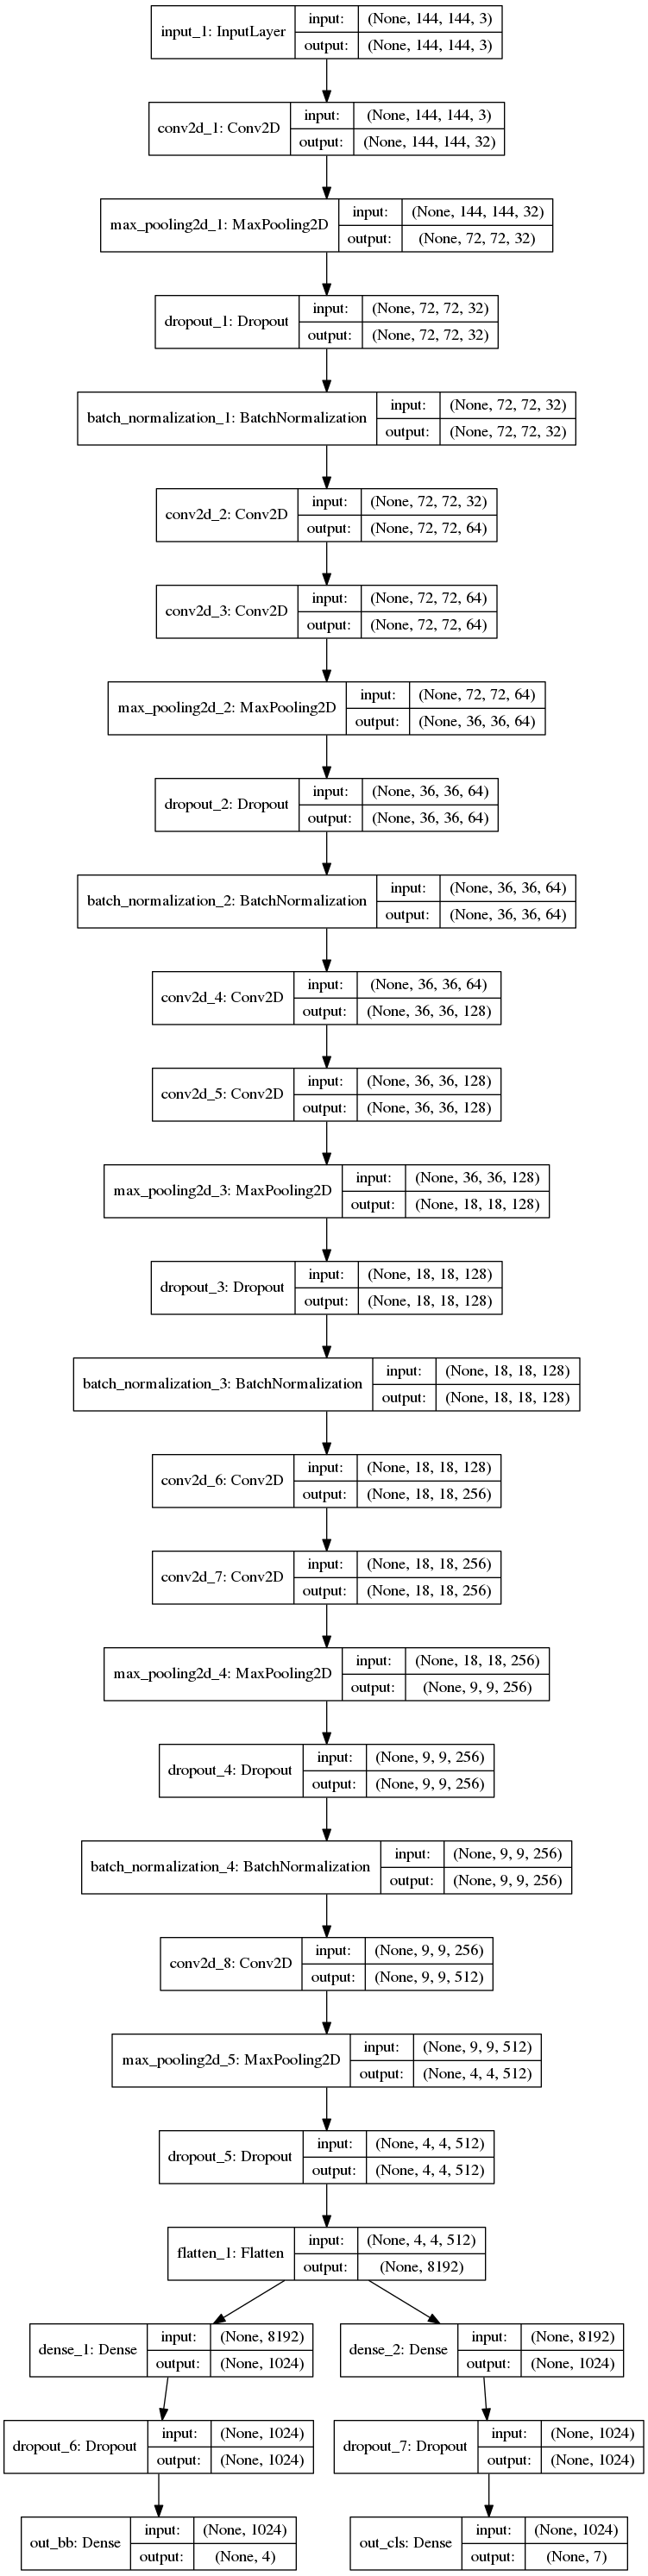 input_1: InputLayer
input: (None, 144, 144, 3)
output: (None, 144, 144, 3)
conv2d_1: Conv2D
input: (None, 144, 144, 3)
output: (None, 144, 144, 32)
max_pooling2d_1: MaxPooling2D
input: (None, 144, 144, 32)
output: (None, 72, 72, 32)
dropout_1: Dropout
input: (None, 72, 72, 32)
output: (None, 72, 72, 32)
batch_normalization_1: BatchNormalization
input: (None, 72, 72, 32)
output: (None, 72, 72, 32)
conv2d_2: Conv2D
input: (None, 72, 72, 32)
output: (None, 72, 72, 64)
conv2d_3: Conv2D
input: (None, 72, 72, 64)
output: (None, 72, 72, 64)
max_pooling2d_2: MaxPooling2D
input: (None, 72, 72, 64)
output: (None, 36, 36, 64)
dropout_2: Dropout
input: (None, 36, 36, 64)
output: (None, 36, 36, 64)
batch_normalization_2: BatchNormalization
input: (None, 36, 36, 64)
output: (None, 36, 36, 64)
conv2d_4: Conv2D
input: (None, 36, 36, 64)
output: (None, 36, 36, 128)
conv2d_5: Conv2D
input: (None, 36, 36, 128)
output: (None, 36, 36, 128)
max_pooling2d_3: MaxPooling2D
input: (None, 36, 36, 128)
output: (None, 18, 18, 128)
dropout_3: Dropout
input: (None, 18, 18, 128)
output: (None, 18, 18, 128)
batch_normalization_3: BatchNormalization
input: (None, 18, 18, 128)
output: (None, 18, 18, 128)
conv2d_6: Conv2D
input: (None, 18, 18, 128)
output: (None, 18, 18, 256)
conv2d_7: Conv2D
input: (None, 18, 18, 256)
output: (None, 18, 18, 256)
max_pooling2d_4: MaxPooling2D
input: (None, 18, 18, 256)
output: (None, 9, 9, 256)
dropout_4: Dropout
input: (None, 9, 9, 256)
output: (None, 9, 9, 256)
batch_normalization_4: BatchNormalization
input: (None, 9, 9, 256)
output: (None, 9, 9, 256)
conv2d_8: Conv2D
input: (None, 9, 9, 256)
output: (None, 9, 9, 512)
max_pooling2d_5: MaxPooling2D
input: (None, 9, 9, 512)
output: (None, 4, 4, 512)
dropout_5: Dropout
input: (None, 4, 4, 512)
output: (None, 4, 4, 512)
flatten_1: Flatten
input: (None, 4, 4, 512)
output: (None, 8192)
dense_1: Dense
input: (None, 8192)
output: (None, 1024)
dense_2: Dense
input: (None, 8192)
output: (None, 1024)
dropout_6: Dropout
input: (None, 1024)
output: (None, 1024)
dropout_7: Dropout
input: (None, 1024)
output: (None, 1024)
out_bb: Dense
input: (None, 1024)
output: (None, 4)
out_cls: Dense
input: (None, 1024)
output: (None, 7)